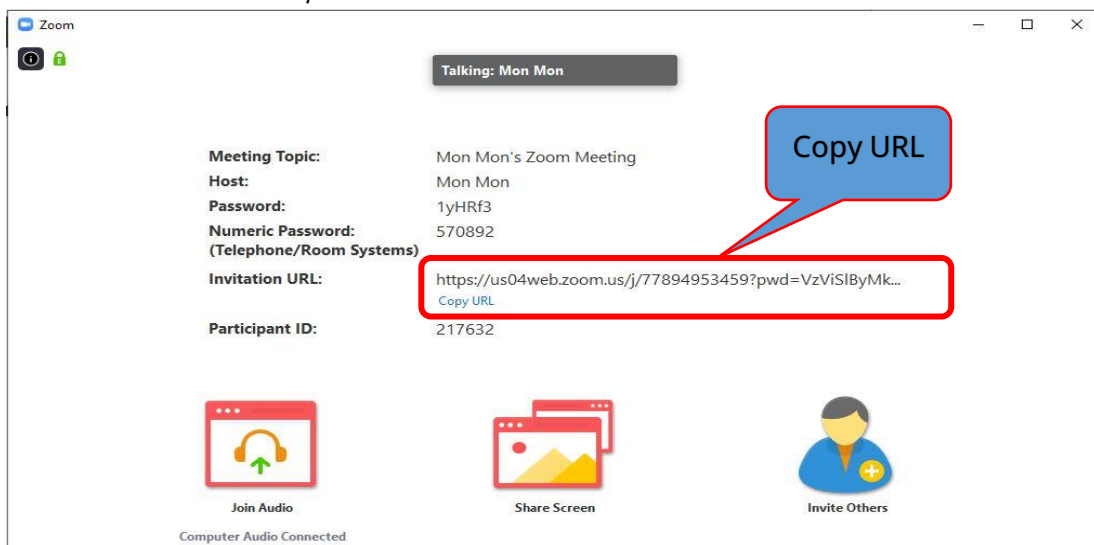 Zoom
Talking: Mon Mon
Copy URL
Meeting Topic: Mon Mon's Zoom Meeting
Host: Mon Mon
Password: 1yHRf3
Numeric Password: 570892
(Telephone/Room Systems)
Invitation URL: https://us04web.zoom.us/j/77894953459?pwd=VzViSlByMk...
Copy URL
Participant ID: 217632
Join Audio Share Screen Invite Others
Computer Audio Connected